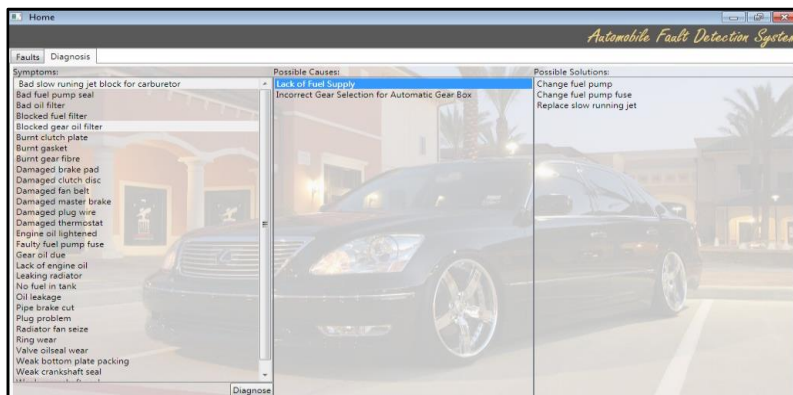 Home
Automobile Fault Detection System
Faults
Diagnosis
Symptoms:
Bad slow runing jet block for carburetor
Bad fuel pump seal
Bad oil filter
Blocked fuel filter
Blocked gear oil filter
Burnt clutch plate
Burnt gasket
Burnt gear fibre
Damaged brake pad
Damaged clutch disc
Damaged fan belt
Damaged master brake
Damaged plug wire
Damaged thermostat
Engine oil lightened
Faulty fuel pump fuse
Gear oil due
Lack of engine oil
Leaking radiator
No fuel in tank
Oil leakage
Pipe brake cut
Plug problem
Radiator fan seize
Ring wear
Valve oilseal wear
Weak bottom plate packing
Weak crankshaft seal
Diagnose
Possible Causes:
Lack of Fuel Supply
Incorrect Gear Selection for Automatic Gear Box
Possible Solutions:
Change fuel pump
Change fuel pump fuse
Replace slow running jet